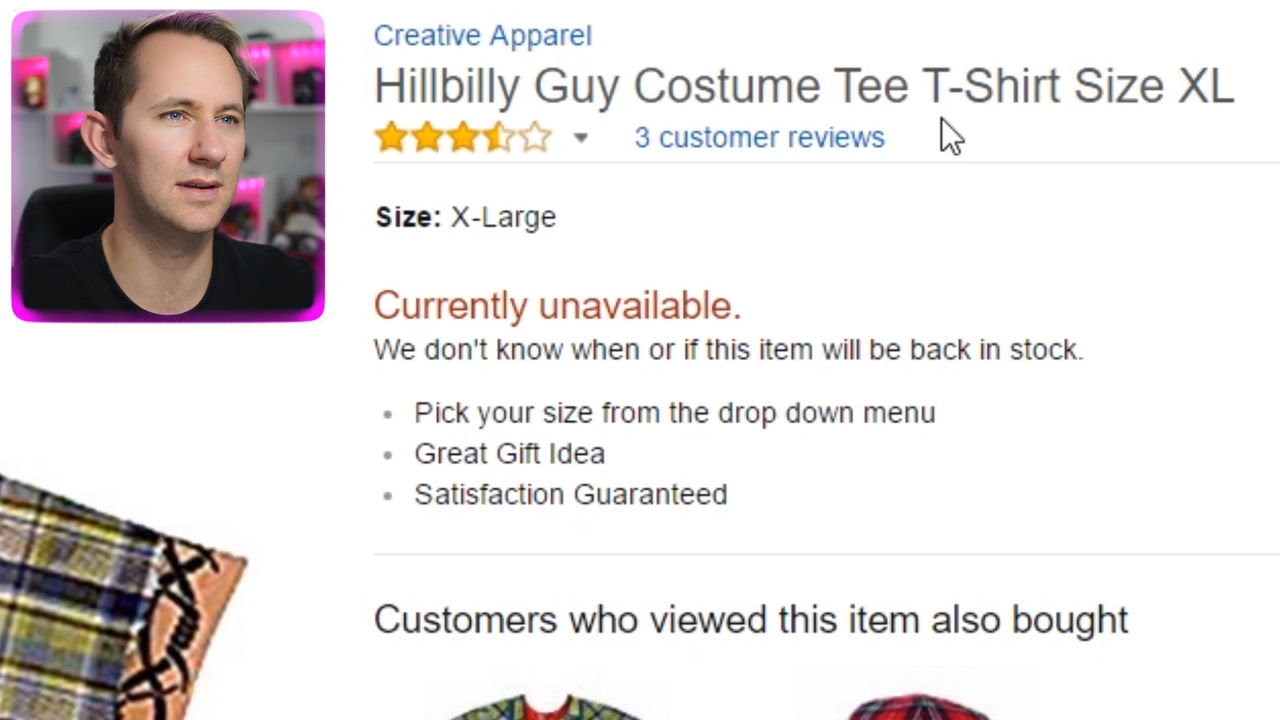 Creative Apparel
Hillbilly Guy Costume Tee T-Shirt Size XL
3 customer reviews
Size: X-Large
Currently unavailable.
We don't know when or if this item will be back in stock.
Pick your size from the drop down menu
Great Gift Idea
Satisfaction Guaranteed
Customers who viewed this item also bought